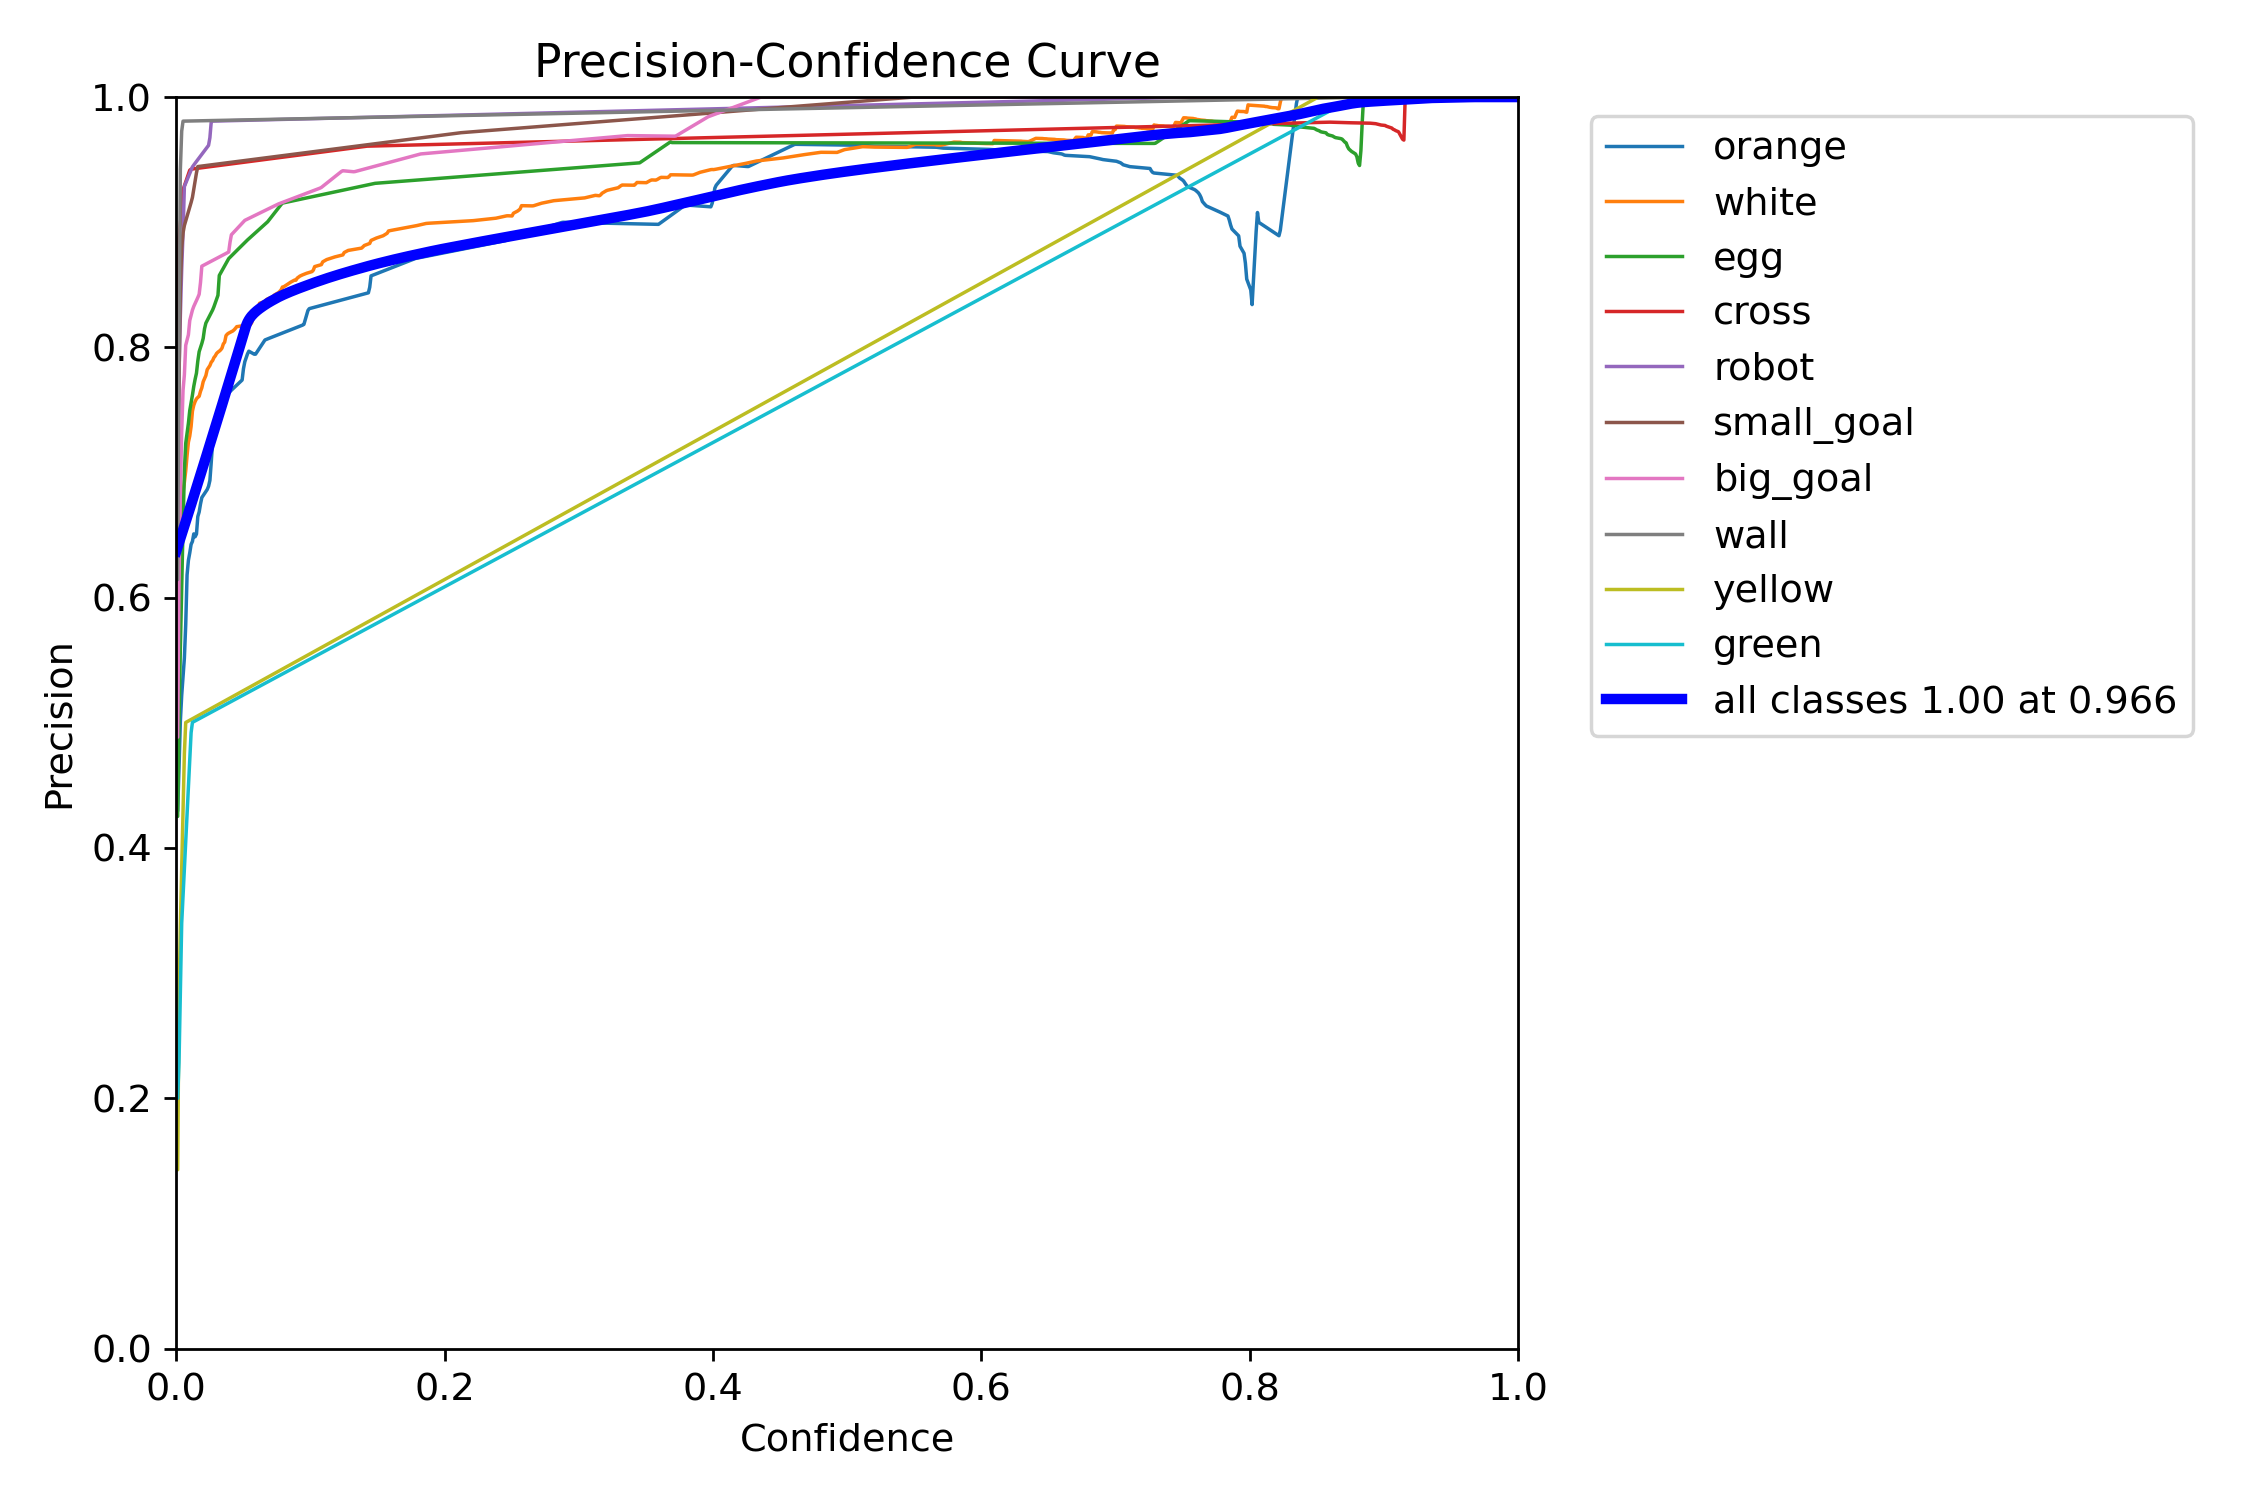 Precision-Confidence Curve
1.0
0.8
0.6
0.4
0.2
0.0
Precision
0.0 0.2 0.4 0.6 0.8 1.0
Confidence
orange
white
egg
cross
robot
small_goal
big_goal
wall
yellow
green
all classes 1.00 at 0.966